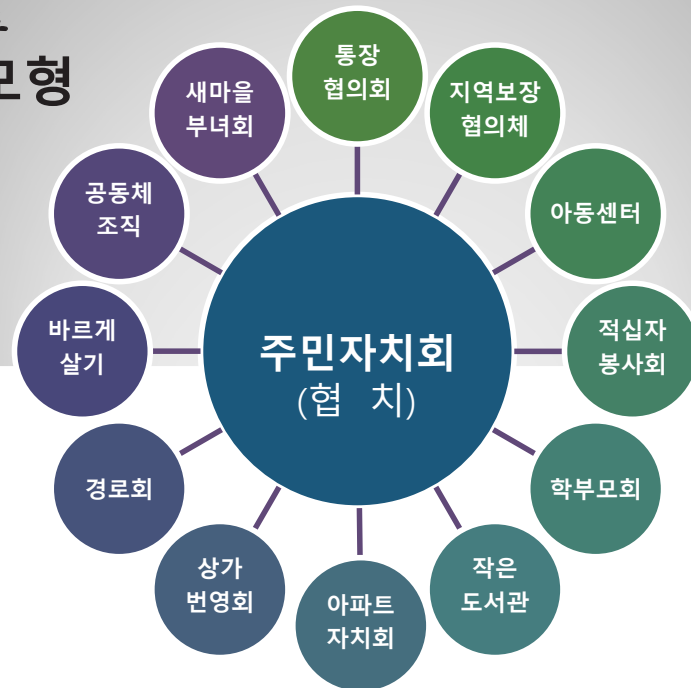 모형
통장
협의회
지역보장
협의체
아동센터
적십자
봉사회
학부모회
작은
도서관
아파트
자치회
상가
번영회
경로회
바르게
살기
공동체
조직
새마을
부녀회
주민자치회
(협 치)